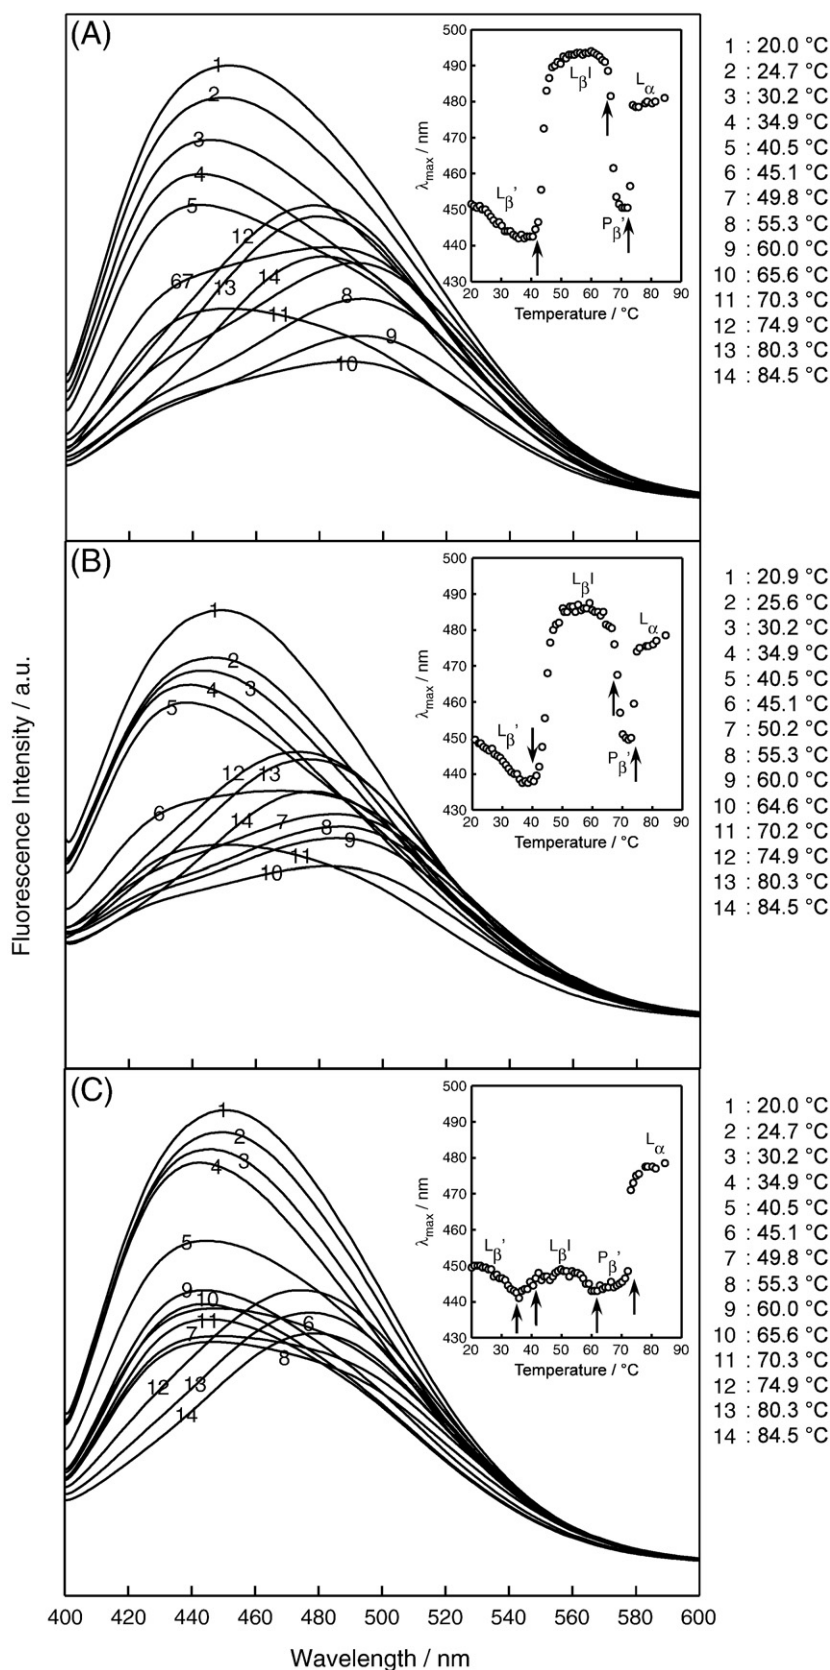 Fluorescence Intensity / a.u.
(A)
1
2
3
4
5
67
12
13
14
11
8
9
10
500
490
480
470
460
450
440
430
λmax / nm
Lβ'
LβI
Pβ'
Lα
20 30 40 50 60 70 80 90
Temperature / °C
1 : 20.0 °C
2 : 24.7 °C
3 : 30.2 °C
4 : 34.9 °C
5 : 40.5 °C
6 : 45.1 °C
7 : 49.8 °C
8 : 55.3 °C
9 : 60.0 °C
10 : 65.6 °C
11 : 70.3 °C
12 : 74.9 °C
13 : 80.3 °C
14 : 84.5 °C
(B)
1
2
3
4
5
12
13
6
14
7
8
9
11
10
500
490
480
470
460
450
440
430
λmax / nm
Lβ'
LβI
Pβ'
Lα
20 30 40 50 60 70 80 90
Temperature / °C
1 : 20.9 °C
2 : 25.6 °C
3 : 30.2 °C
4 : 34.9 °C
5 : 40.5 °C
6 : 45.1 °C
7 : 50.2 °C
8 : 55.3 °C
9 : 60.0 °C
10 : 64.6 °C
11 : 70.2 °C
12 : 74.9 °C
13 : 80.3 °C
14 : 84.5 °C
(C)
1
2
3
4
5
9
10
11
7
6
8
12
13
14
500
490
480
470
460
450
440
430
λmax / nm
Lβ'
LβI
Pβ'
Lα
20 30 40 50 60 70 80 90
Temperature / °C
1 : 20.0 °C
2 : 24.7 °C
3 : 30.2 °C
4 : 34.9 °C
5 : 40.5 °C
6 : 45.1 °C
7 : 49.8 °C
8 : 55.3 °C
9 : 60.0 °C
10 : 65.6 °C
11 : 70.3 °C
12 : 74.9 °C
13 : 80.3 °C
14 : 84.5 °C
400 420 440 460 480 500 520 540 560 580 600
Wavelength / nm